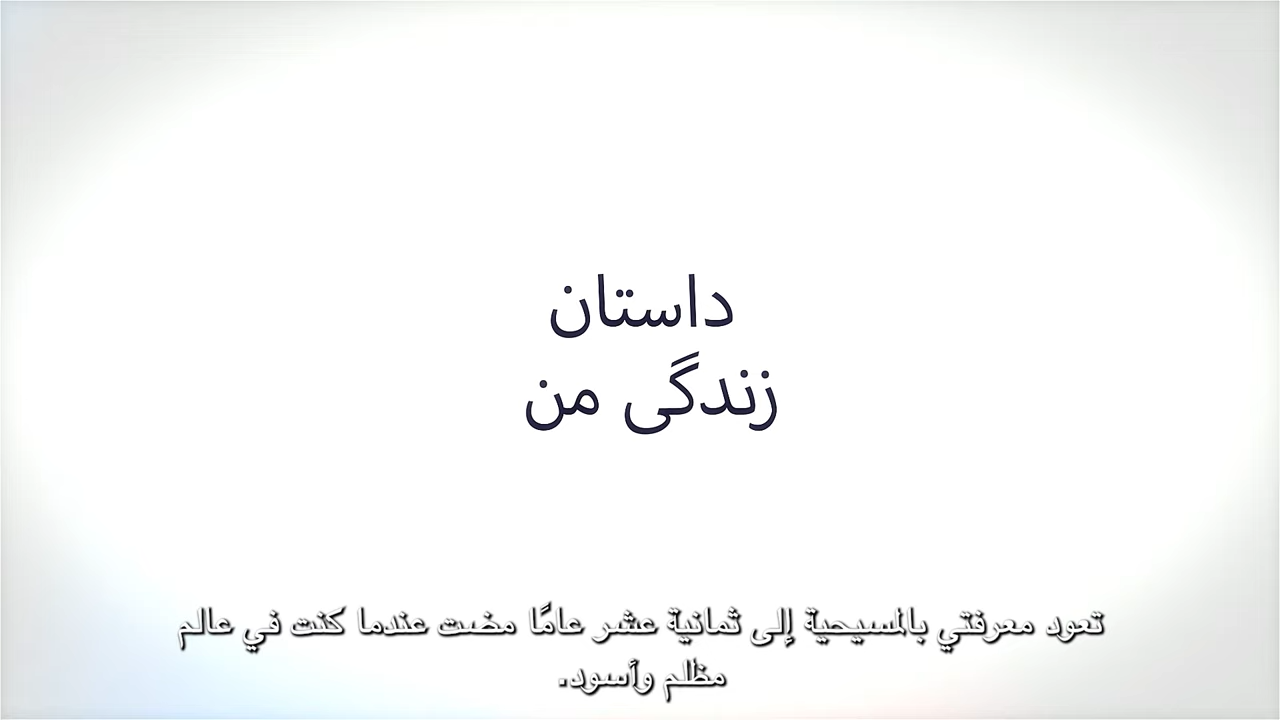 داستان
زندگی من
تعود معرفتي بالمسيحية إلى ثمانية عشر عامًا مضت عندما كنت في عالم
مظلم وأسود.